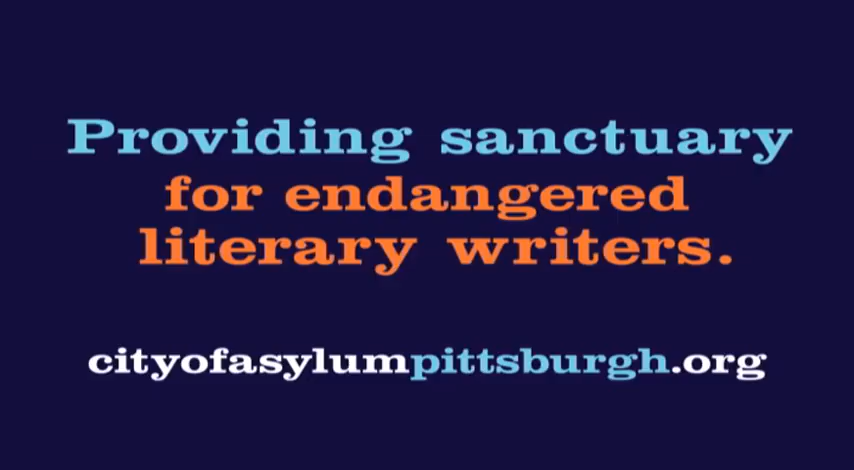 Providing sanctuary
for endangered
literary writers.
cityofasylumpittsburgh.org